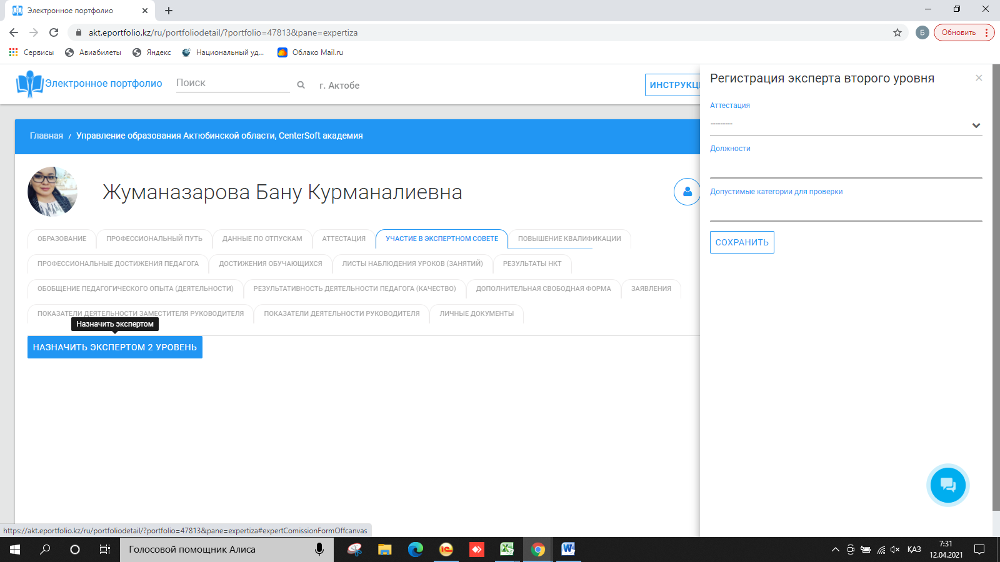 Электронное портфолио
akt.eportfolio.kz/ru/portfoliodetail/?portfolio=47813&pane=expertiza
Б
Обновить
Сервисы
Авиабилеты
Яндекс
Национальный уд...
Облако Mail.ru
Электронное портфолио
Поиск
г. Актобе
ИНСТРУКЦ
Главная / Управление образования Актюбинской области, CenterSoft академия
Жуманазарова Бану Курманалиевна
ОБРАЗОВАНИЕ
ПРОФЕССИОНАЛЬНЫЙ ПУТЬ
ДАННЫЕ ПО ОТПУСКАМ
АТТЕСТАЦИЯ
УЧАСТИЕ В ЭКСПЕРТНОМ СОВЕТЕ
ПОВЫШЕНИЕ КВАЛИФИКАЦИИ
ПРОФЕССИОНАЛЬНЫЕ ДОСТИЖЕНИЯ ПЕДАГОГА
ДОСТИЖЕНИЯ ОБУЧАЮЩИХСЯ
ЛИСТЫ НАБЛЮДЕНИЯ УРОКОВ (ЗАНЯТИЙ)
РЕЗУЛЬТАТЫ НКТ
ОБОБЩЕНИЕ ПЕДАГОГИЧЕСКОГО ОПЫТА (ДЕЯТЕЛЬНОСТИ)
РЕЗУЛЬТАТИВНОСТЬ ДЕЯТЕЛЬНОСТИ ПЕДАГОГА (КАЧЕСТВО)
ДОПОЛНИТЕЛЬНАЯ СВОБОДНАЯ ФОРМА
ЗАЯВЛЕНИЯ
ПОКАЗАТЕЛИ ДЕЯТЕЛЬНОСТИ ЗАМЕСТИТЕЛЯ РУКОВОДИТЕЛЯ
ПОКАЗАТЕЛИ ДЕЯТЕЛЬНОСТИ РУКОВОДИТЕЛЯ
ЛИЧНЫЕ ДОКУМЕНТЫ
Назначить экспертом
НАЗНАЧИТЬ ЭКСПЕРТОМ 2 УРОВЕНЬ
Регистрация эксперта второго уровня
Аттестация
---------
Должности
Допустимые категории для проверки
СОХРАНИТЬ
https://akt.eportfolio.kz/ru/portfoliodetail/?portfolio=47813&pane=expertiza#expertComissionFormOffcanvas
Голосовой помощник Алиса
ҚАЗ
7:31
12.04.2021